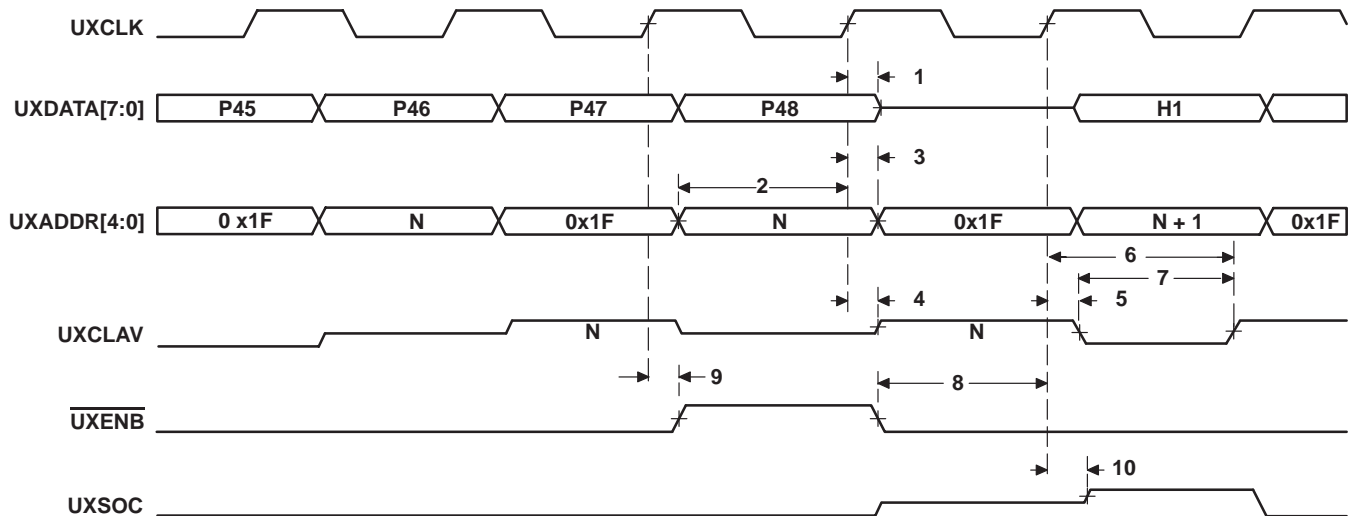 UXCLK
1
UXDATA[7:0] P45 P46 P47 P48 H1
3
2
UXADDR[4:0] 0 x1F N 0x1F N 0x1F N + 1 0x1F
6
7
4 5
UXCLAV N N
9 8
UXENB
10
UXSOC